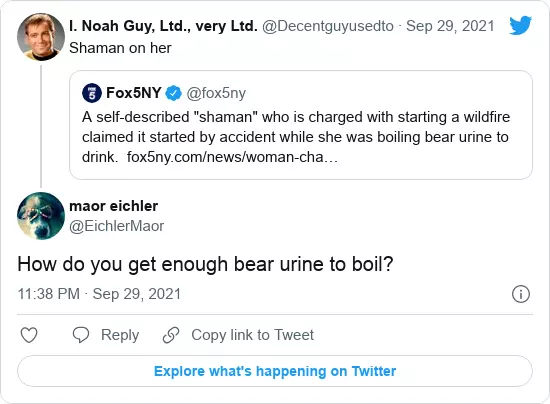 I. Noah Guy, Ltd., very Ltd. @Decentguyusedto · Sep 29, 2021
Shaman on her
Fox5NY @fox5ny
A self-described "shaman" who is charged with starting a wildfire
claimed it started by accident while she was boiling bear urine to
drink. fox5ny.com/news/woman-cha…
maor eichler
@EichlerMaor
How do you get enough bear urine to boil?
11:38 PM · Sep 29, 2021
Reply
Copy link to Tweet
Explore what's happening on Twitter